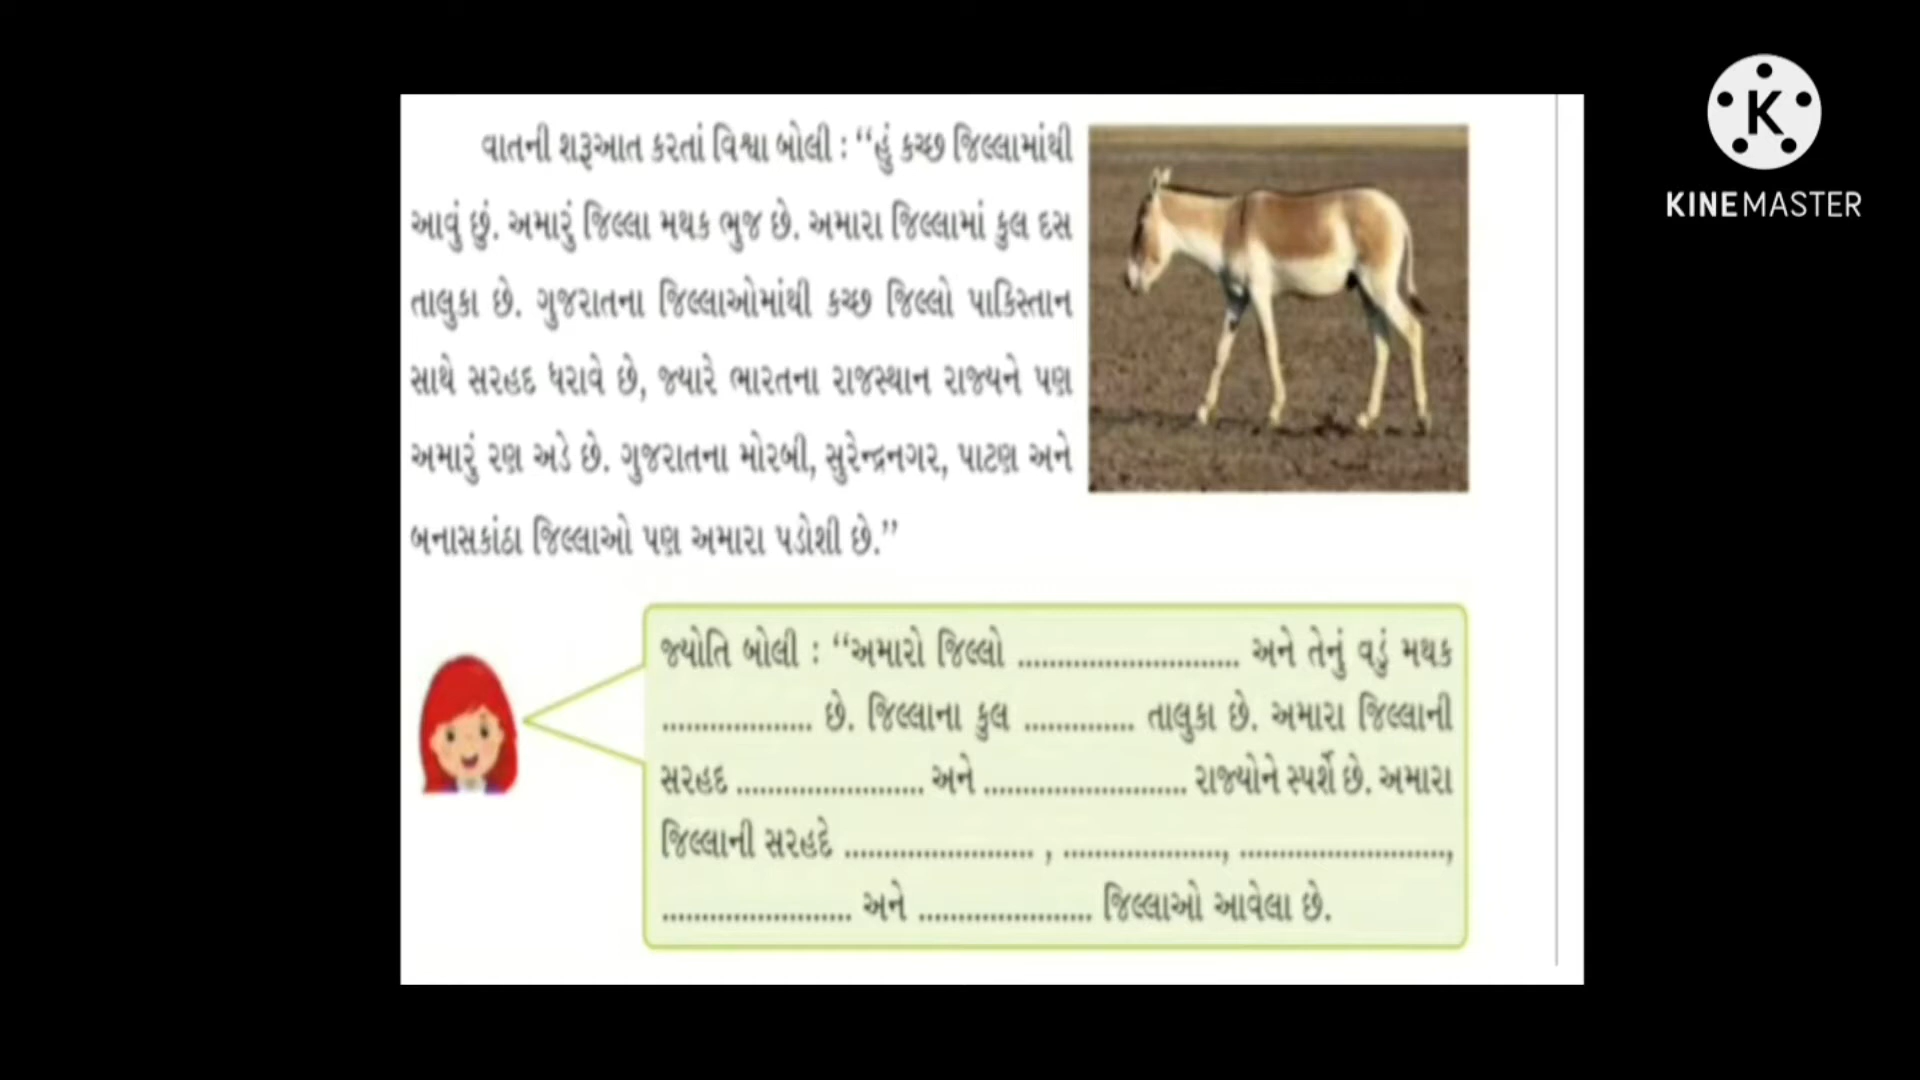 વાતની શરૂઆત કરતાં વિશ્વા બોલી : “હું કચ્છ જિલ્લામાંથી
આવું છું. અમારું જિલ્લા મથક ભુજ છે. અમારા જિલ્લામાં કુલ દસ
તાલુકા છે. ગુજરાતના જિલ્લાઓમાંથી કચ્છ જિલ્લો પાકિસ્તાન
સાથે સરહદ ધરાવે છે, જ્યારે ભારતના રાજસ્થાન રાજ્યને પણ
અમારું રણ અડે છે. ગુજરાતના મોરબી, સુરેન્દ્રનગર, પાટણ અને
બનાસકાંઠા જિલ્લાઓ પણ અમારા પડોશી છે.”
જ્યોતિ બોલી : “અમારો જિલ્લો ............................ અને તેનું વડું મથક
................... છે. જિલ્લાના કુલ .............. તાલુકા છે. અમારા જિલ્લાની
સરહદ ........................ અને .......................... રાજ્યોને સ્પર્શે છે. અમારા
જિલ્લાની સરહદે ........................ , ...................., ..........................,
........................ અને ...................... જિલ્લાઓ આવેલા છે.
K
KINEMASTER